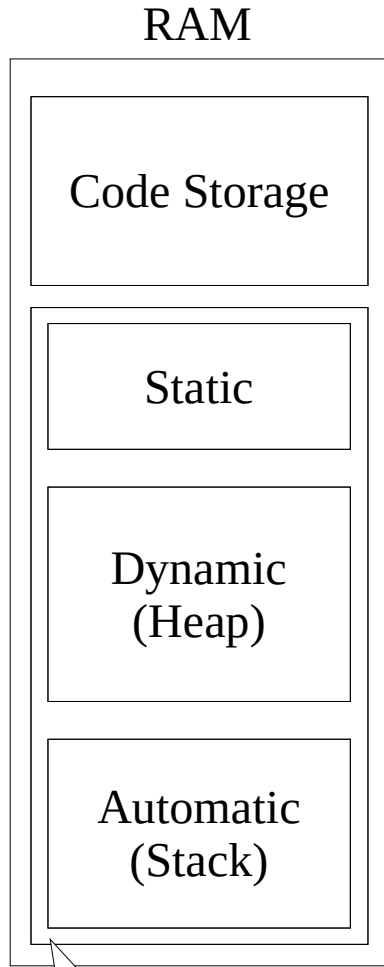 RAM
Code Storage
Static
Dynamic
(Heap)
Automatic
(Stack)